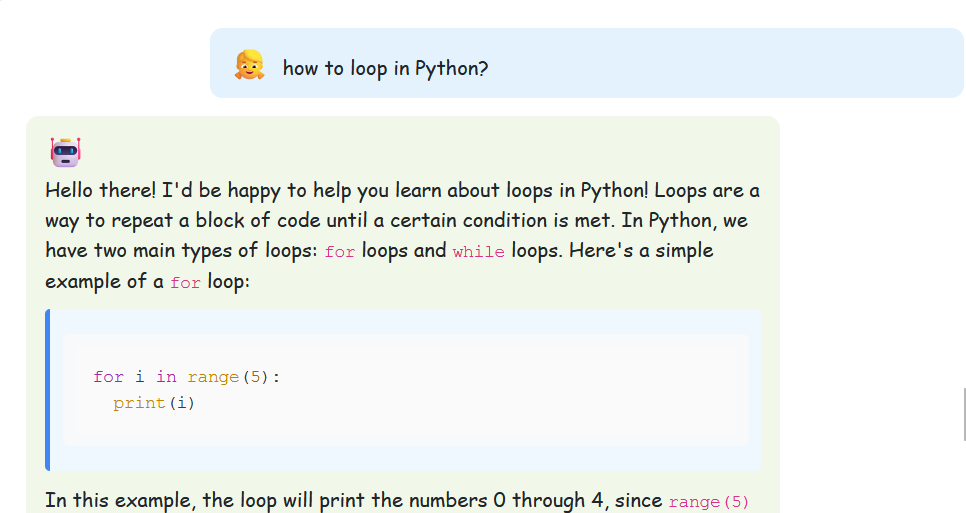 how to loop in Python?
Hello there! I'd be happy to help you learn about loops in Python! Loops are a
way to repeat a block of code until a certain condition is met. In Python, we
have two main types of loops: for loops and while loops. Here's a simple
example of a for loop:
for i in range(5):
  print(i)
In this example, the loop will print the numbers 0 through 4, since range(5)